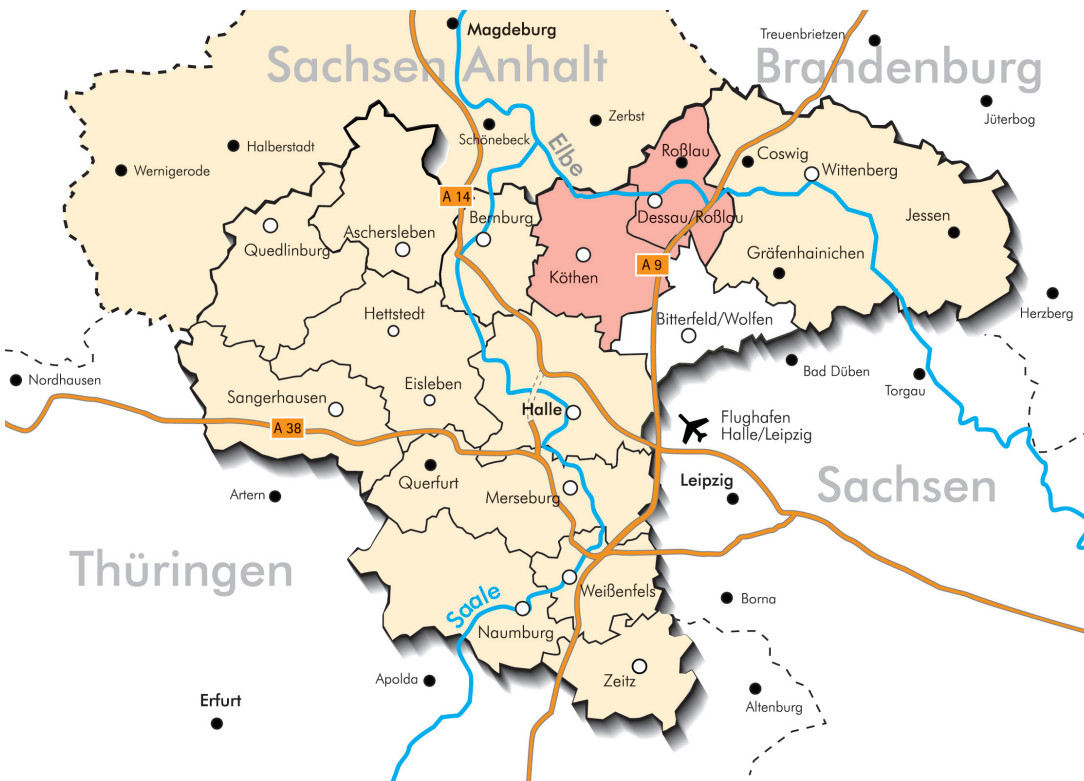 Magdeburg
Treuenbrietzen
Sachsen Anhalt
Brandenburg
Jüterbog
Zerbst
Schönebeck
Halberstadt
Elbe
Roßlau
Coswig
Wernigerode
Wittenberg
A 14
Bernburg
Dessau/Roßlau
Jessen
Aschersleben
Quedlinburg
Gräfenhainichen
A 9
Köthen
Hettstedt
Bitterfeld/Wolfen
Herzberg
Bad Düben
Nordhausen
Eisleben
Torgau
Sangerhausen
Halle
Flughafen
Halle/Leipzig
A 38
Querfurt
Leipzig
Sachsen
Artern
Merseburg
Thüringen
Weißenfels
Saale
Borna
Naumburg
Apolda
Zeitz
Erfurt
Altenburg